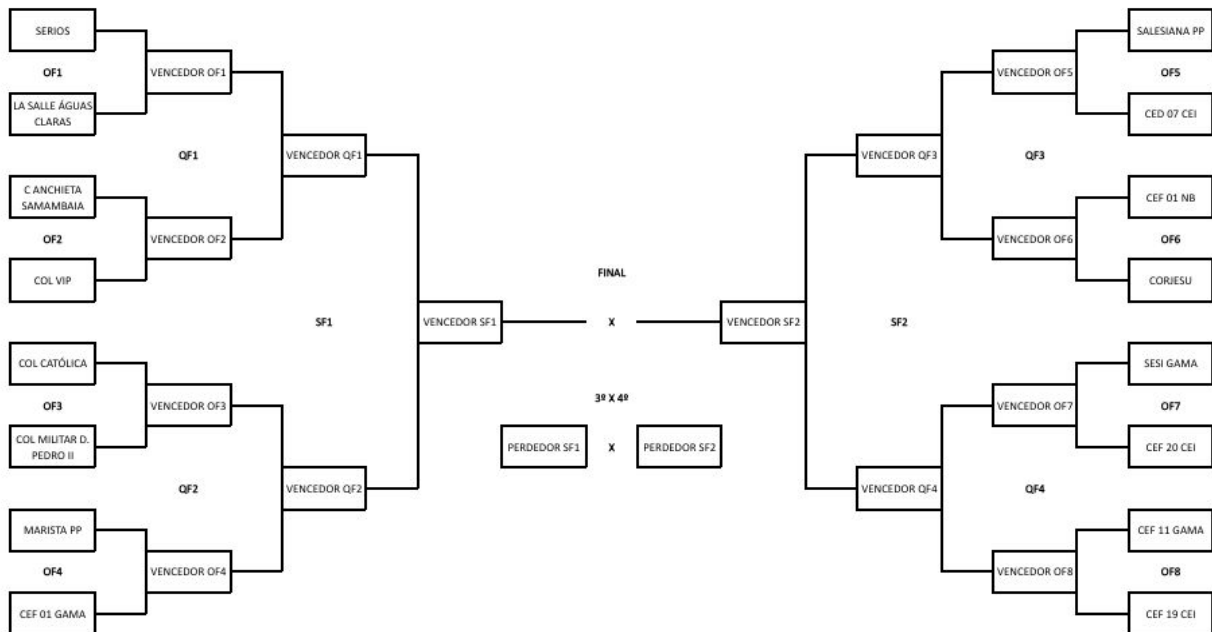 SERIOS
OF1
LA SALLE ÁGUAS
CLARAS
VENCEDOR OF1
QF1
VENCEDOR QF1
C ANCHIETA
SAMAMBAIA
OF2
COL VIP
VENCEDOR OF2
SF1
VENCEDOR SF1
COL CATÓLICA
OF3
COL MILITAR D.
PEDRO II
VENCEDOR OF3
QF2
VENCEDOR QF2
MARISTA PP
OF4
CEF 01 GAMA
VENCEDOR OF4
FINAL
X
3º X 4º
PERDEDOR SF1
X
PERDEDOR SF2
SALESIANA PP
OF5
CED 07 CEI
VENCEDOR OF5
QF3
VENCEDOR QF3
CEF 01 NB
OF6
CORJESU
VENCEDOR OF6
SF2
VENCEDOR SF2
SESI GAMA
OF7
CEF 20 CEI
VENCEDOR OF7
QF4
VENCEDOR QF4
CEF 11 GAMA
OF8
CEF 19 CEI
VENCEDOR OF8